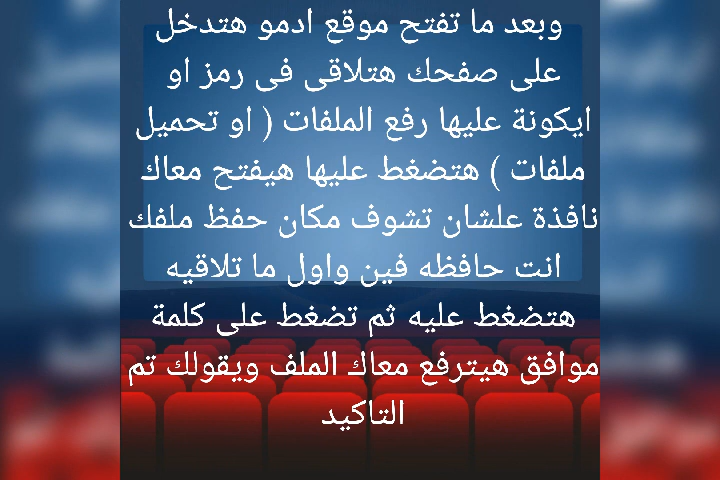 وبعد ما تفتح موقع ادمو هتدخل
على صفحك هتلاقى فى رمز او
ايكونة عليها رفع الملفات ( او تحميل
ملفات ) هتضغط عليها هيفتح معاك
نافذة علشان تشوف مكان حفظ ملفك
انت حافظه فين واول ما تلاقيه
هتضغط عليه ثم تضغط على كلمة
موافق هيترفع معاك الملف ويقولك تم
التاكيد